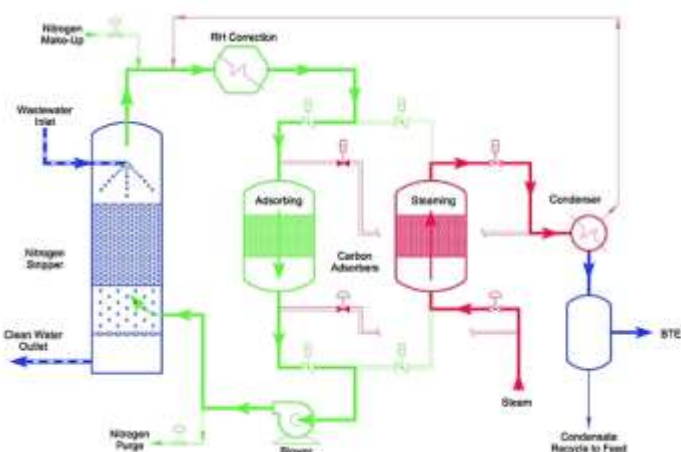 Nitrogen
Make-Up
RH Correction
Wastewater
Inlet
Adsorbing
Steaming
Condenser
Nitrogen
Stripper
Carbon
Adsorbers
Clean Water
Outlet
BTEX
Steam
Nitrogen
Purge
Blower
Condensate
Recycle to Feed